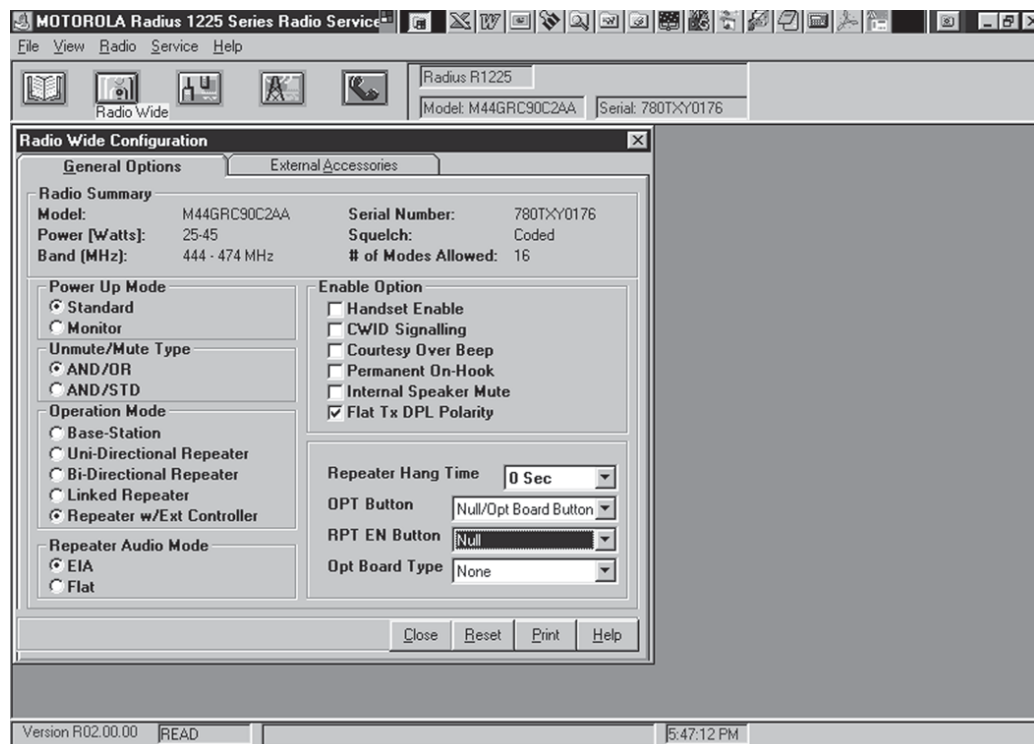 MOTOROLA Radius 1225 Series Radio Service
File View Radio Service Help
Radius R1225
Model: M44GRC90C2AA
Serial: 780TXY0176
Radio Wide
Radio Wide Configuration
General Options
External Accessories
Radio Summary
Model: M44GRC90C2AA
Serial Number: 780TXY0176
Power [Watts]: 25-45
Squelch: Coded
Band (MHz): 444 - 474 MHz
# of Modes Allowed: 16
Power Up Mode
Standard
Monitor
Unmute/Mute Type
AND/OR
AND/STD
Operation Mode
Base-Station
Uni-Directional Repeater
Bi-Directional Repeater
Linked Repeater
Repeater w/Ext Controller
Repeater Audio Mode
EIA
Flat
Enable Option
Handset Enable
CWID Signalling
Courtesy Over Beep
Permanent On-Hook
Internal Speaker Mute
Flat Tx DPL Polarity
Repeater Hang Time 0 Sec
OPT Button Null/Opt Board Button
RPT EN Button Null
Opt Board Type None
Close Reset Print Help
Version R02.00.00
READ
5:47:12 PM